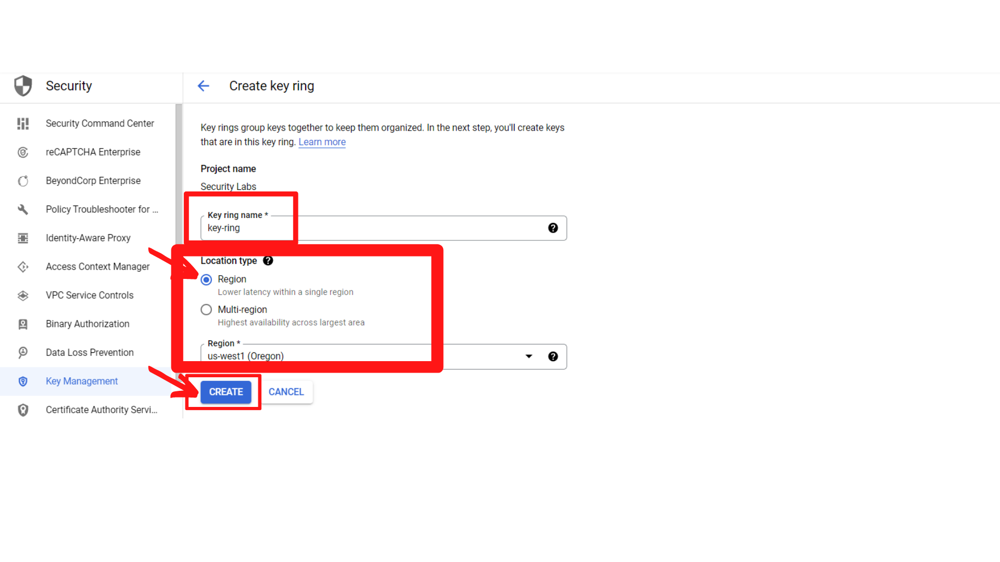 Security
Security Command Center
reCAPTCHA Enterprise
BeyondCorp Enterprise
Policy Troubleshooter for ...
Identity-Aware Proxy
Access Context Manager
VPC Service Controls
Binary Authorization
Data Loss Prevention
Key Management
Certificate Authority Servi...
Create key ring
Key rings group keys together to keep them organized. In the next step, you'll create keys
that are in this key ring. Learn more
Project name
Security Labs
Key ring name *
key-ring
Location type
Region
Lower latency within a single region
Multi-region
Highest availability across largest area
Region *
us-west1 (Oregon)
CREATE
CANCEL